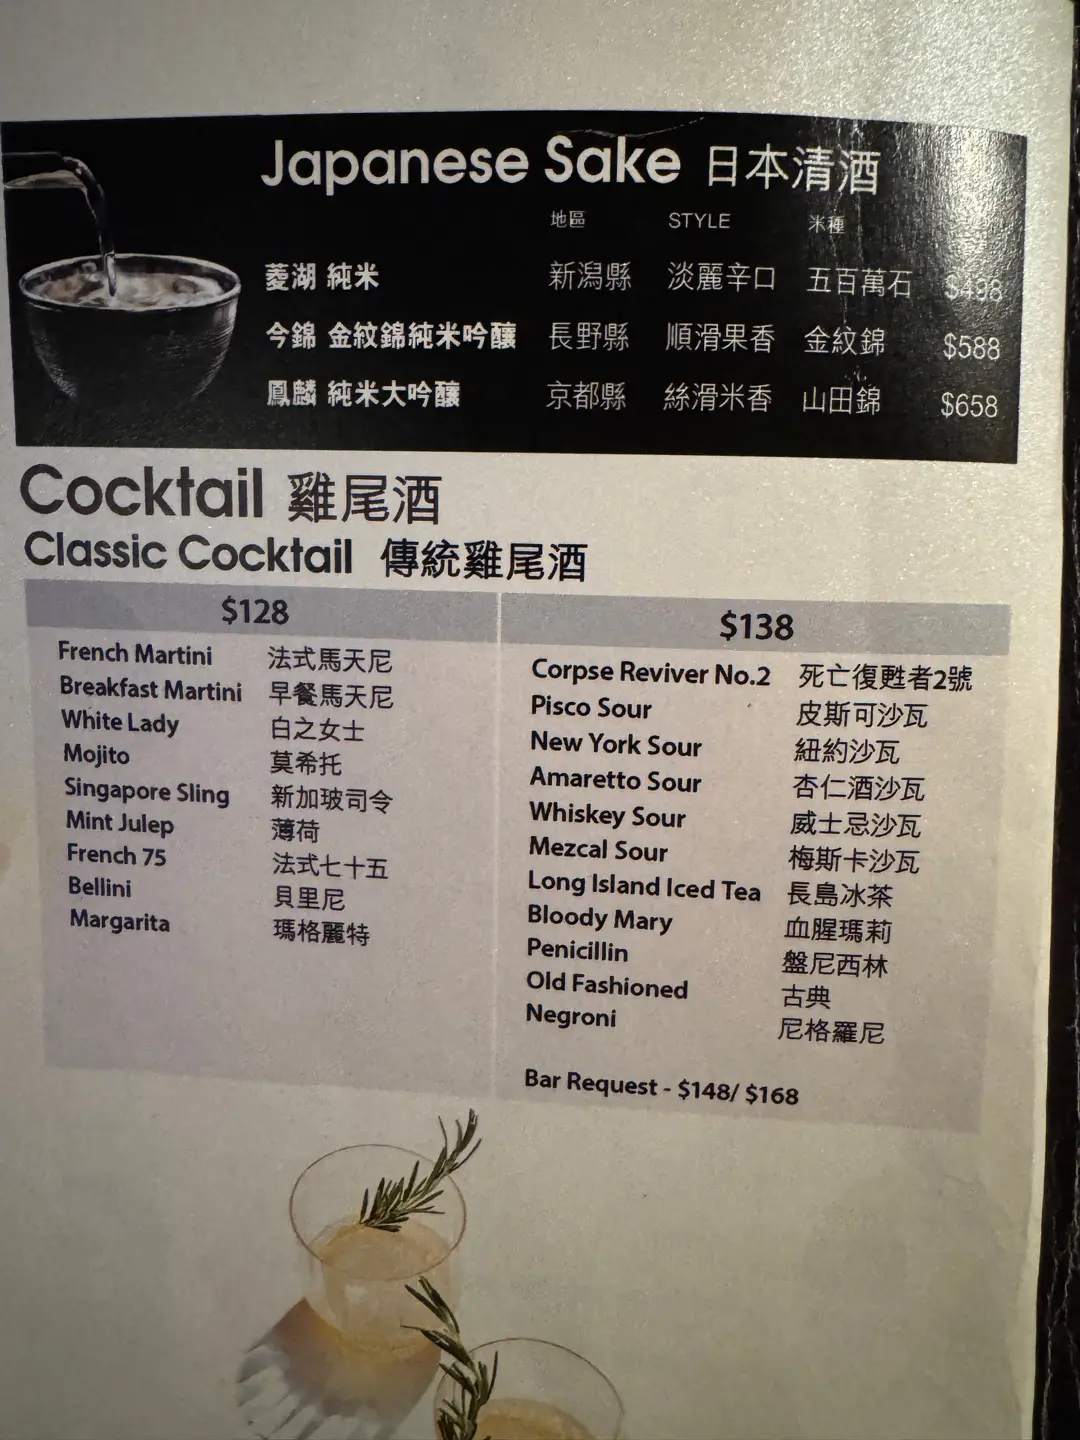 Japanese Sake 日本清酒
地區 STYLE 米種
菱湖 純米 新潟縣 淡麗辛口 五百萬石 $498
今錦 金紋錦純米吟釀 長野縣 順滑果香 金紋錦 $588
鳳麟 純米大吟釀 京都縣 絲滑米香 山田錦 $658
Cocktail 雞尾酒
Classic Cocktail 傳統雞尾酒
$128
French Martini 法式馬天尼
Breakfast Martini 早餐馬天尼
White Lady 白之女士
Mojito 莫希托
Singapore Sling 新加玻司令
Mint Julep 薄荷
French 75 法式七十五
Bellini 貝里尼
Margarita 瑪格麗特
$138
Corpse Reviver No.2 死亡復甦者2號
Pisco Sour 皮斯可沙瓦
New York Sour 紐約沙瓦
Amaretto Sour 杏仁酒沙瓦
Whiskey Sour 威士忌沙瓦
Mezcal Sour 梅斯卡沙瓦
Long Island Iced Tea 長島冰茶
Bloody Mary 血腥瑪莉
Penicillin 盤尼西林
Old Fashioned 古典
Negroni 尼格羅尼
Bar Request - $148/ $168